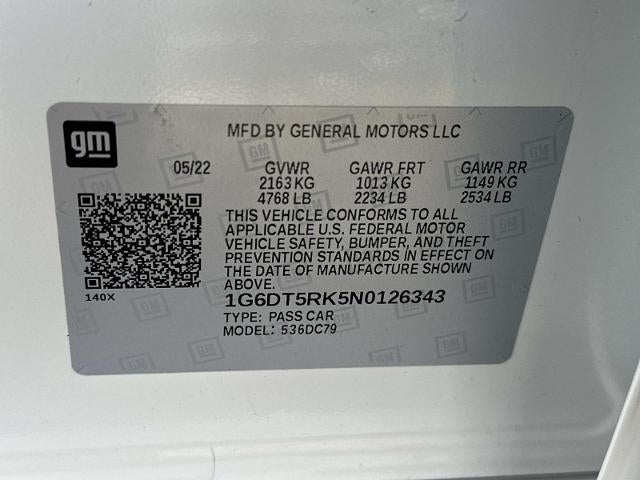 gm
MFD BY GENERAL MOTORS LLC
05/22 GVWR GAWR FRT GAWR RR
2163 KG 1013 KG 1149 KG
4768 LB 2234 LB 2534 LB
THIS VEHICLE CONFORMS TO ALL
APPLICABLE U.S. FEDERAL MOTOR
VEHICLE SAFETY, BUMPER, AND THEFT
PREVENTION STANDARDS IN EFFECT ON
THE DATE OF MANUFACTURE SHOWN
ABOVE.
140X
1G6DT5RK5N0126343
TYPE: PASS CAR
MODEL: 536DC79